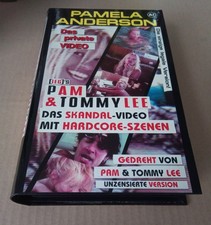 PAMELA
ANDERSON
Das private
VIDEO
PAM
& TOMMY LEE
DAS SKANDAL-VIDEO
MIT HARDCORE-SZENEN
GEDREHT VON
PAM & TOMMY LEE
UNZENSIERTE VERSION